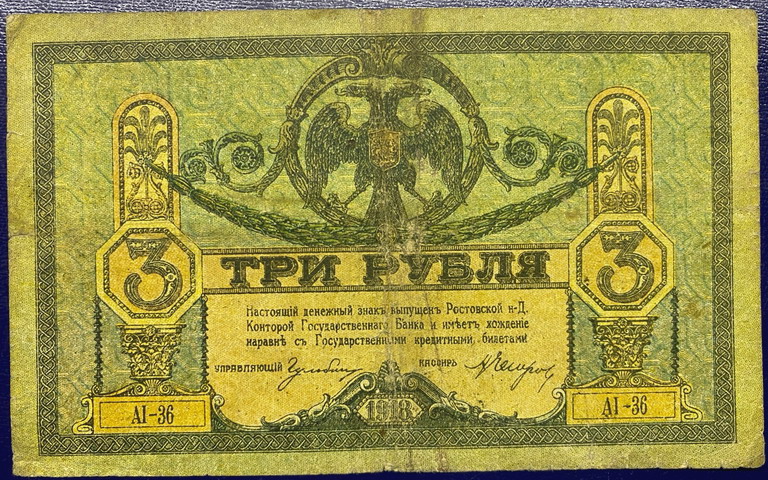 3
ТРИ РУБЛЯ
3
Настоящій денежный знакъ выпущенъ Ростовской н-Д.
Конторой Государственнаго Банка и имѣетъ хожденіе
наравнѣ съ Государственными кредитными билетами
УПРАВЛЯЮЩІЙ КАССИРЪ
АІ-36
1918
АІ-36